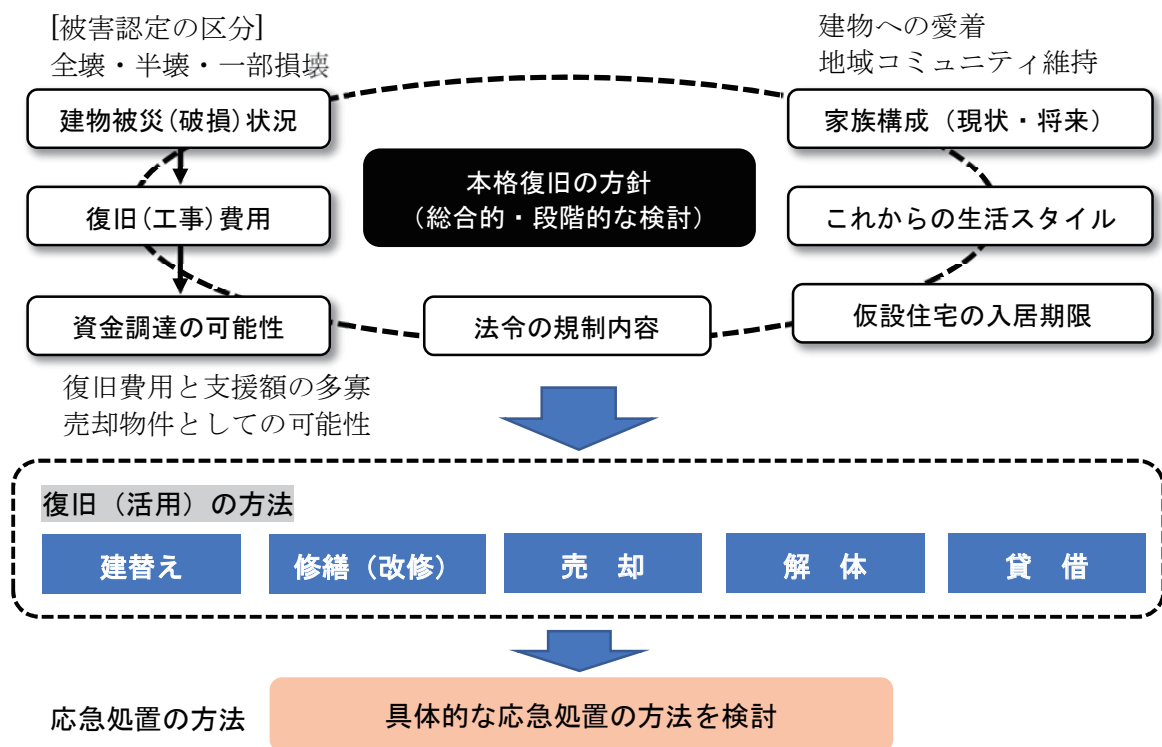 [被害認定の区分]
全壊・半壊・一部損壊
建物への愛着
地域コミュニティ維持
建物被災(破損)状況
家族構成（現状・将来）
本格復旧の方針
（総合的・段階的な検討）
復旧(工事)費用
これからの生活スタイル
資金調達の可能性
法令の規制内容
仮設住宅の入居期限
復旧費用と支援額の多寡
売却物件としての可能性
復旧（活用）の方法
建替え
修繕（改修）
売　却
解　体
貸　借
応急処置の方法
具体的な応急処置の方法を検討